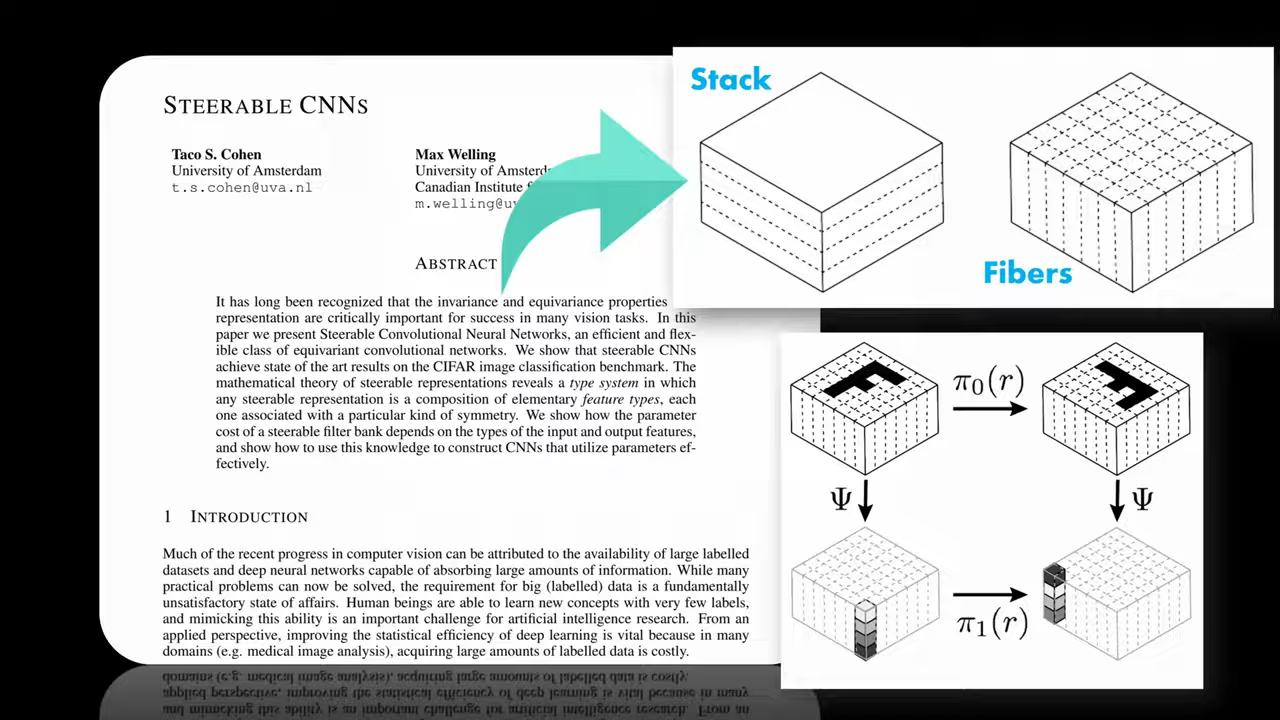 STEERABLE CNNS
Taco S. Cohen
University of Amsterdam
t.s.cohen@uva.nl
Max Welling
University of
Canadian Institute
ABSTRACT
It has long been recognized that the invariance and equivariance properties
representation are critically important for success in many vision tasks. In this
paper we present Steerable Convolutional Neural Networks, an efficient and flex-
ible class of equivariant convolutional networks. We show that steerable CNNs
achieve state of the art results on the CIFAR image classification benchmark. The
mathematical theory of steerable representations reveals a type system in which
any steerable representation is a composition of elementary feature types, each
one associated with a particular kind of symmetry. We show how the parameter
cost of a steerable filter bank depends on the types of the input and output features,
and show how to use this knowledge to construct CNNs that utilize parameters ef-
fectively.
1 INTRODUCTION
Much of the recent progress in computer vision can be attributed to the availability of large labelled
datasets and deep neural networks capable of absorbing large amounts of information. While many
practical problems can now be solved, the requirement for big (labelled) data is a fundamentally
unsatisfactory state of affairs. Human beings are able to learn new concepts with very few labels,
and mimicking this ability is an important challenge for artificial intelligence research. From an
applied perspective, improving the statistical efficiency of deep learning is vital because in many
domains (e.g. medical image analysis), acquiring large amounts of labelled data is costly.
Stack
Fibers
π₀(r)
Ψ
Ψ
π₁(r)